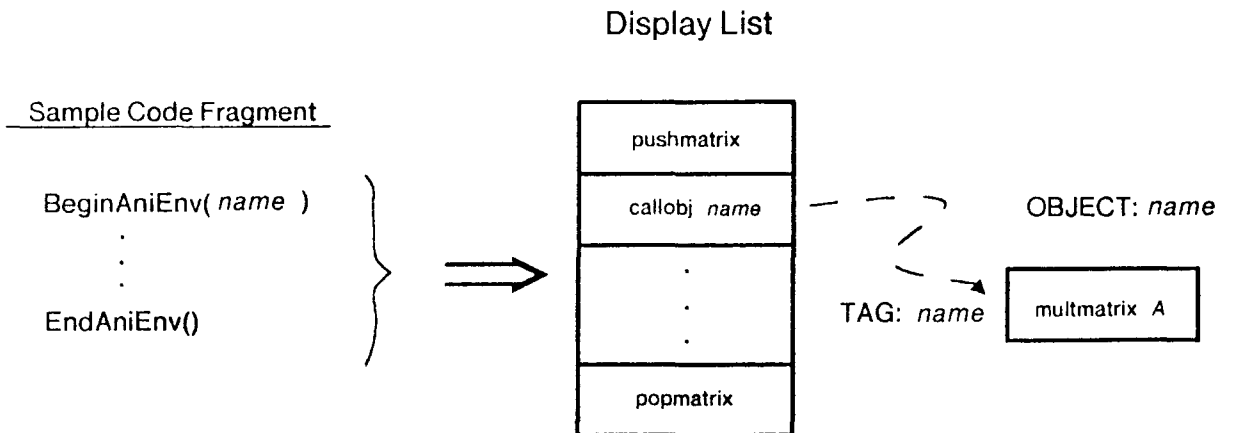 Display List
Sample Code Fragment
BeginAniEnv( name )
.
.
.
EndAniEnv()
pushmatrix
callobj name
.
.
.
popmatrix
OBJECT: name
TAG: name
multmatrix A